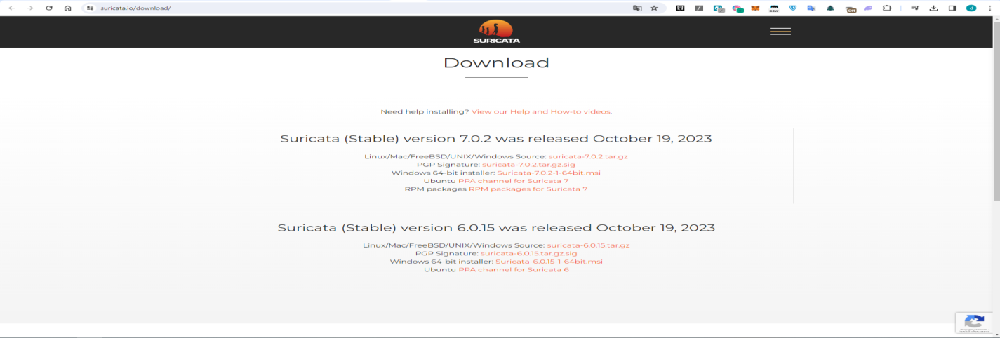 suricata.io/download/
new
Off
d
SURICATA
Download
Need help installing? View our Help and How-to videos.
Suricata (Stable) version 7.0.2 was released October 19, 2023
Linux/Mac/FreeBSD/UNIX/Windows Source: suricata-7.0.2.tar.gz
PGP Signature: suricata-7.0.2.tar.gz.sig
Windows 64-bit installer: Suricata-7.0.2-1-64bit.msi
Ubuntu PPA channel for Suricata 7
RPM packages RPM packages for Suricata 7
Suricata (Stable) version 6.0.15 was released October 19, 2023
Linux/Mac/FreeBSD/UNIX/Windows Source: suricata-6.0.15.tar.gz
PGP Signature: suricata-6.0.15.tar.gz.sig
Windows 64-bit installer: Suricata-6.0.15-1-64bit.msi
Ubuntu PPA channel for Suricata 6